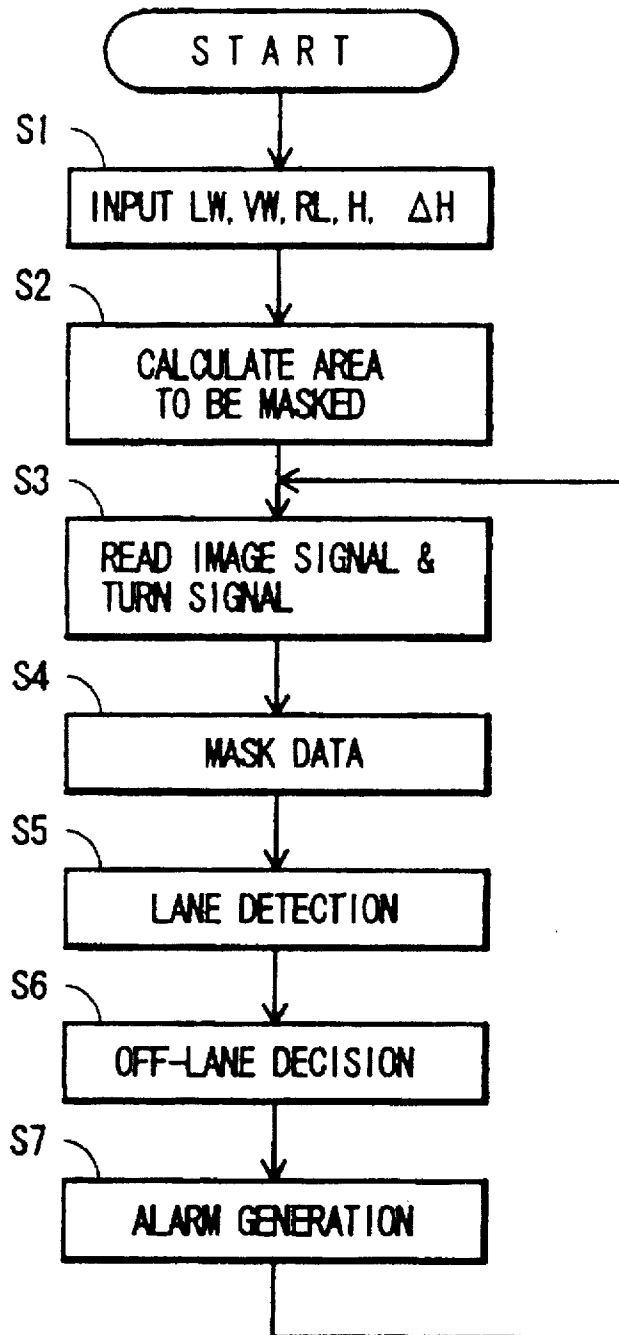 START
S1
INPUT LW, VW, RL, H, ΔH
S2
CALCULATE AREA
TO BE MASKED
S3
READ IMAGE SIGNAL &
TURN SIGNAL
S4
MASK DATA
S5
LANE DETECTION
S6
OFF-LANE DECISION
S7
ALARM GENERATION